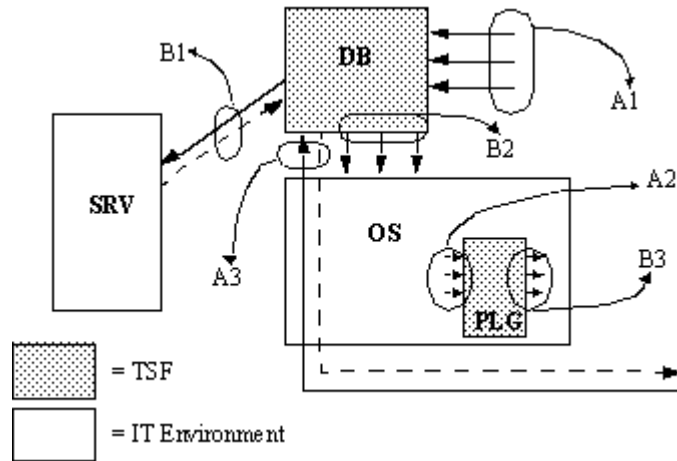 B1
DB
A1
B2
SRV
A2
OS
A3
B3
PLG
= TSF
= IT Environment